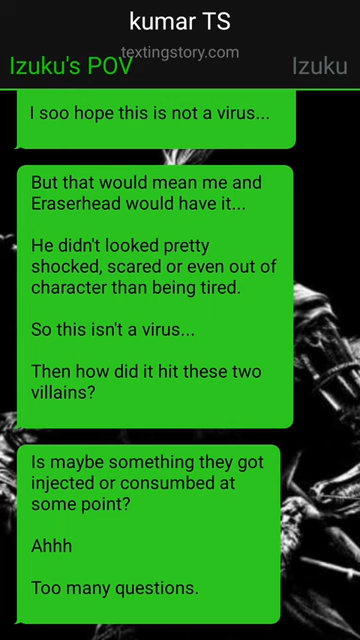 kumar TS
textingstory.com
Izuku's POV
Izuku
I soo hope this is not a virus...
But that would mean me and
Eraserhead would have it...
He didn't looked pretty
shocked, scared or even out of
character than being tired.
So this isn't a virus...
Then how did it hit these two
villains?
Is maybe something they got
injected or consumbed at
some point?
Ahhh
Too many questions.